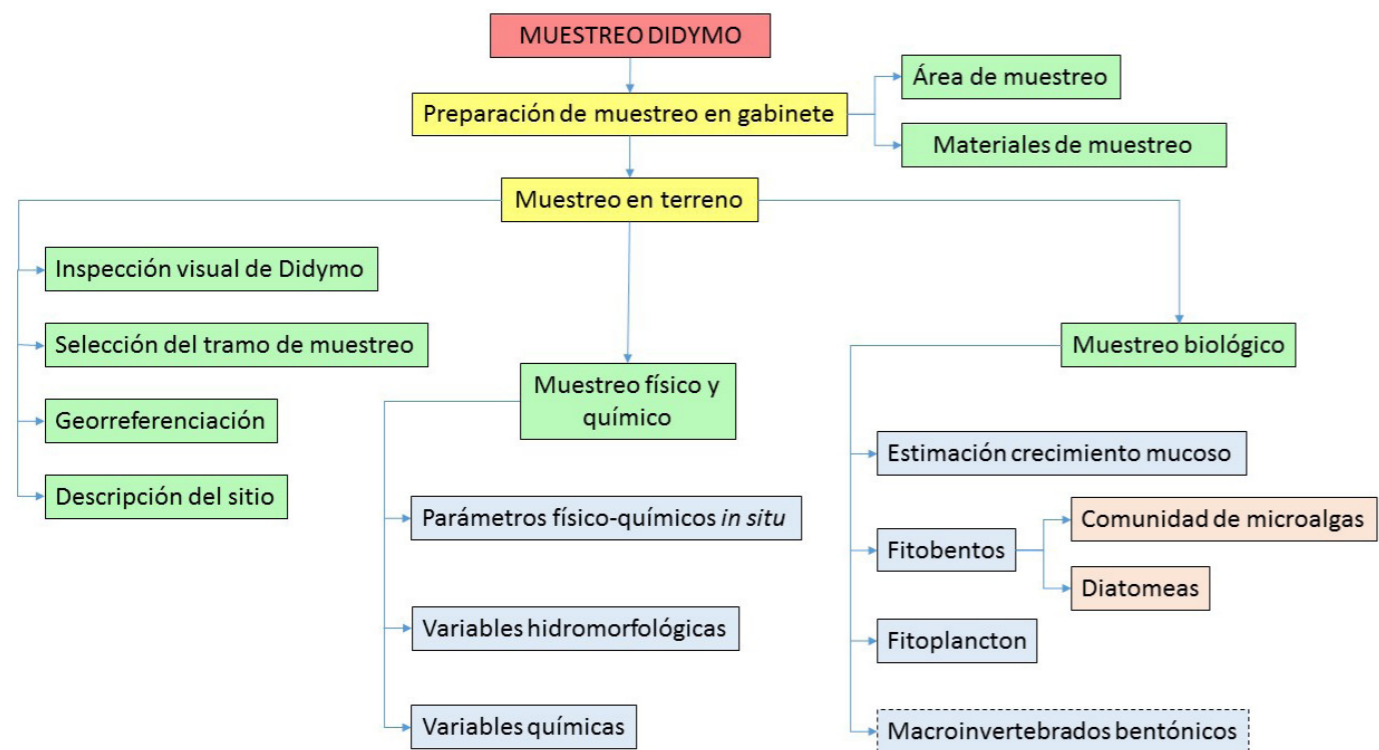 MUESTREO DIDYMO
Preparación de muestreo en gabinete
Área de muestreo
Materiales de muestreo
Muestreo en terreno
Inspección visual de Didymo
Selección del tramo de muestreo
Georreferenciación
Descripción del sitio
Muestreo físico y
químico
Parámetros físico-químicos in situ
Variables hidromorfológicas
Variables químicas
Muestreo biológico
Estimación crecimiento mucoso
Fitobentos
Comunidad de microalgas
Diatomeas
Fitoplancton
Macroinvertebrados bentónicos